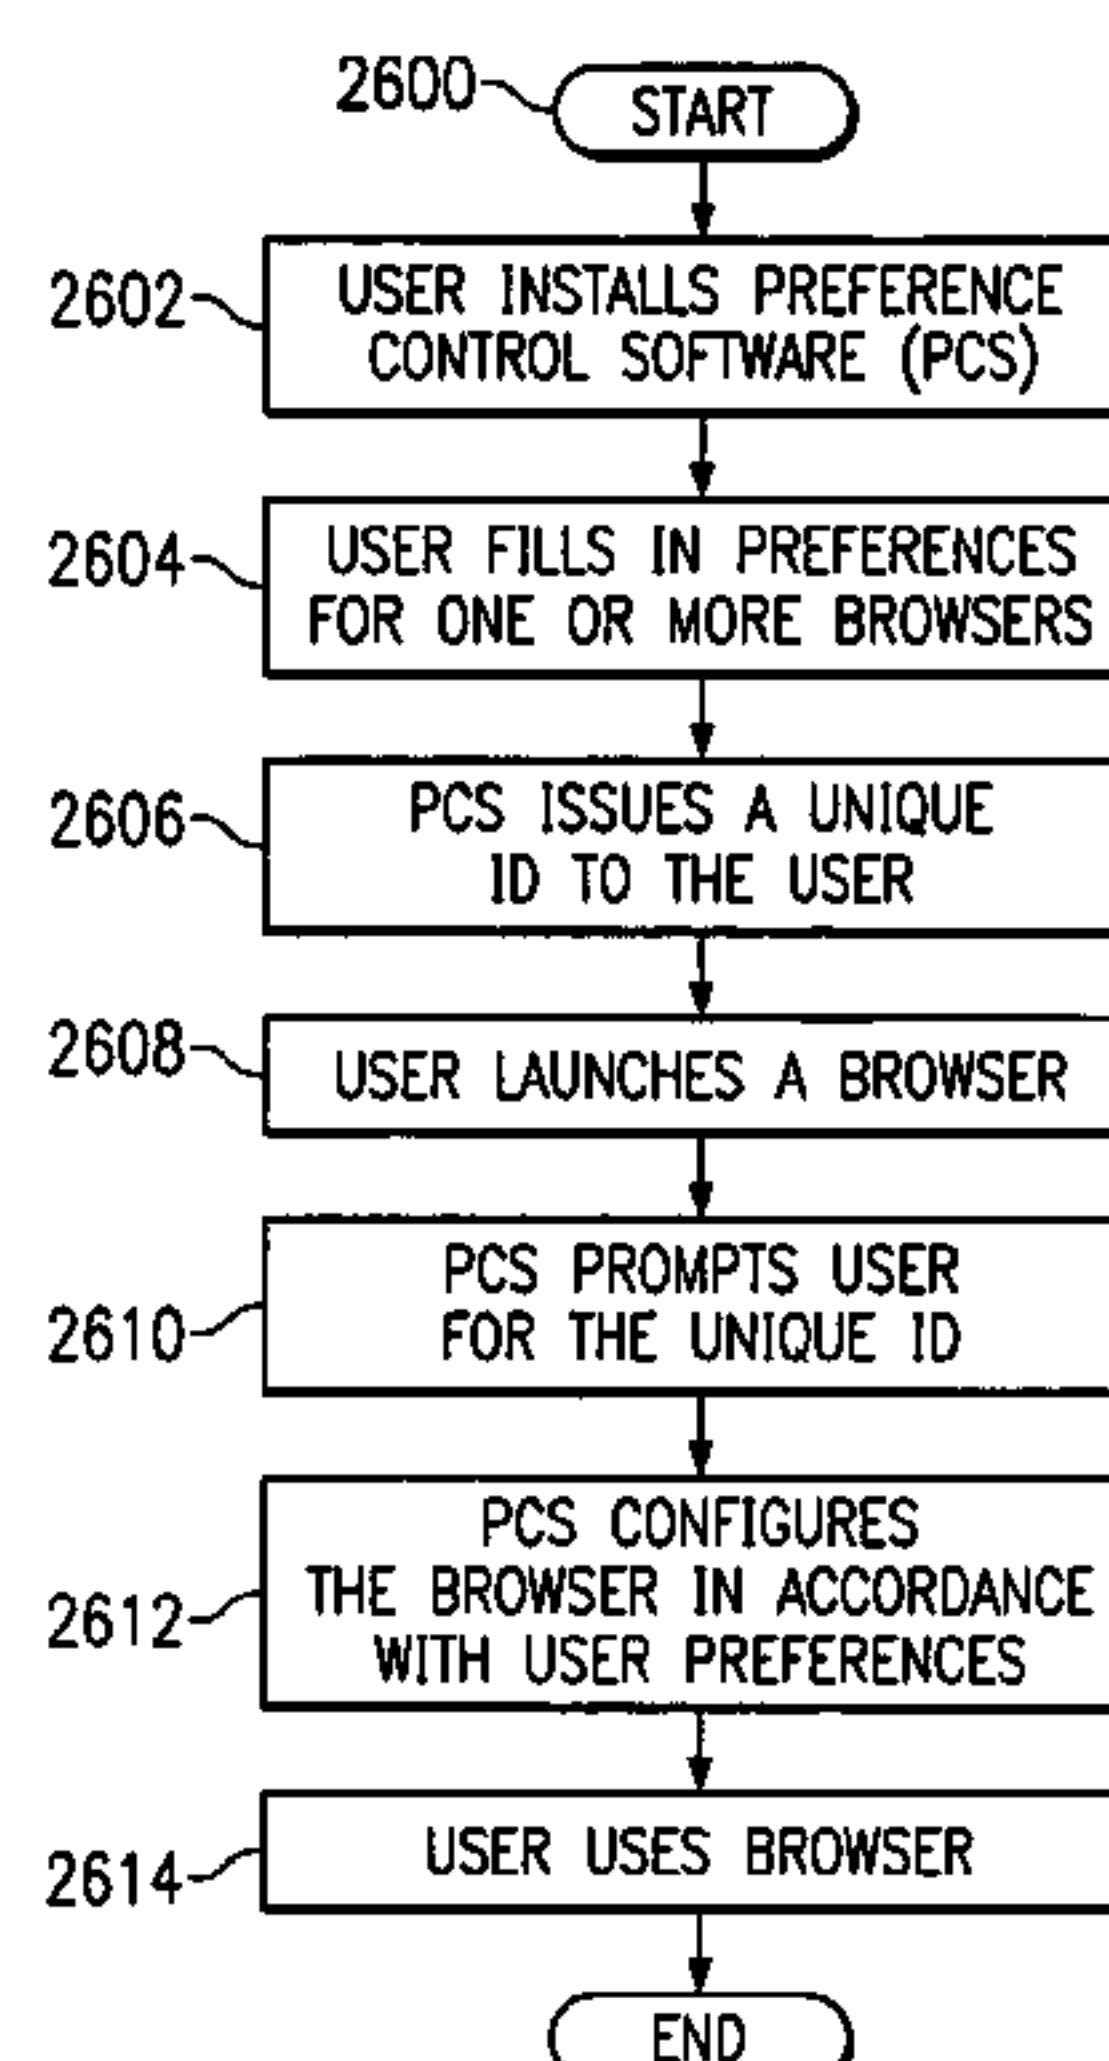 2600
START
2602
USER INSTALLS PREFERENCE
CONTROL SOFTWARE (PCS)
2604
USER FILLS IN PREFERENCES
FOR ONE OR MORE BROWSERS
2606
PCS ISSUES A UNIQUE
ID TO THE USER
2608
USER LAUNCHES A BROWSER
2610
PCS PROMPTS USER
FOR THE UNIQUE ID
2612
PCS CONFIGURES
THE BROWSER IN ACCORDANCE
WITH USER PREFERENCES
2614
USER USES BROWSER
END